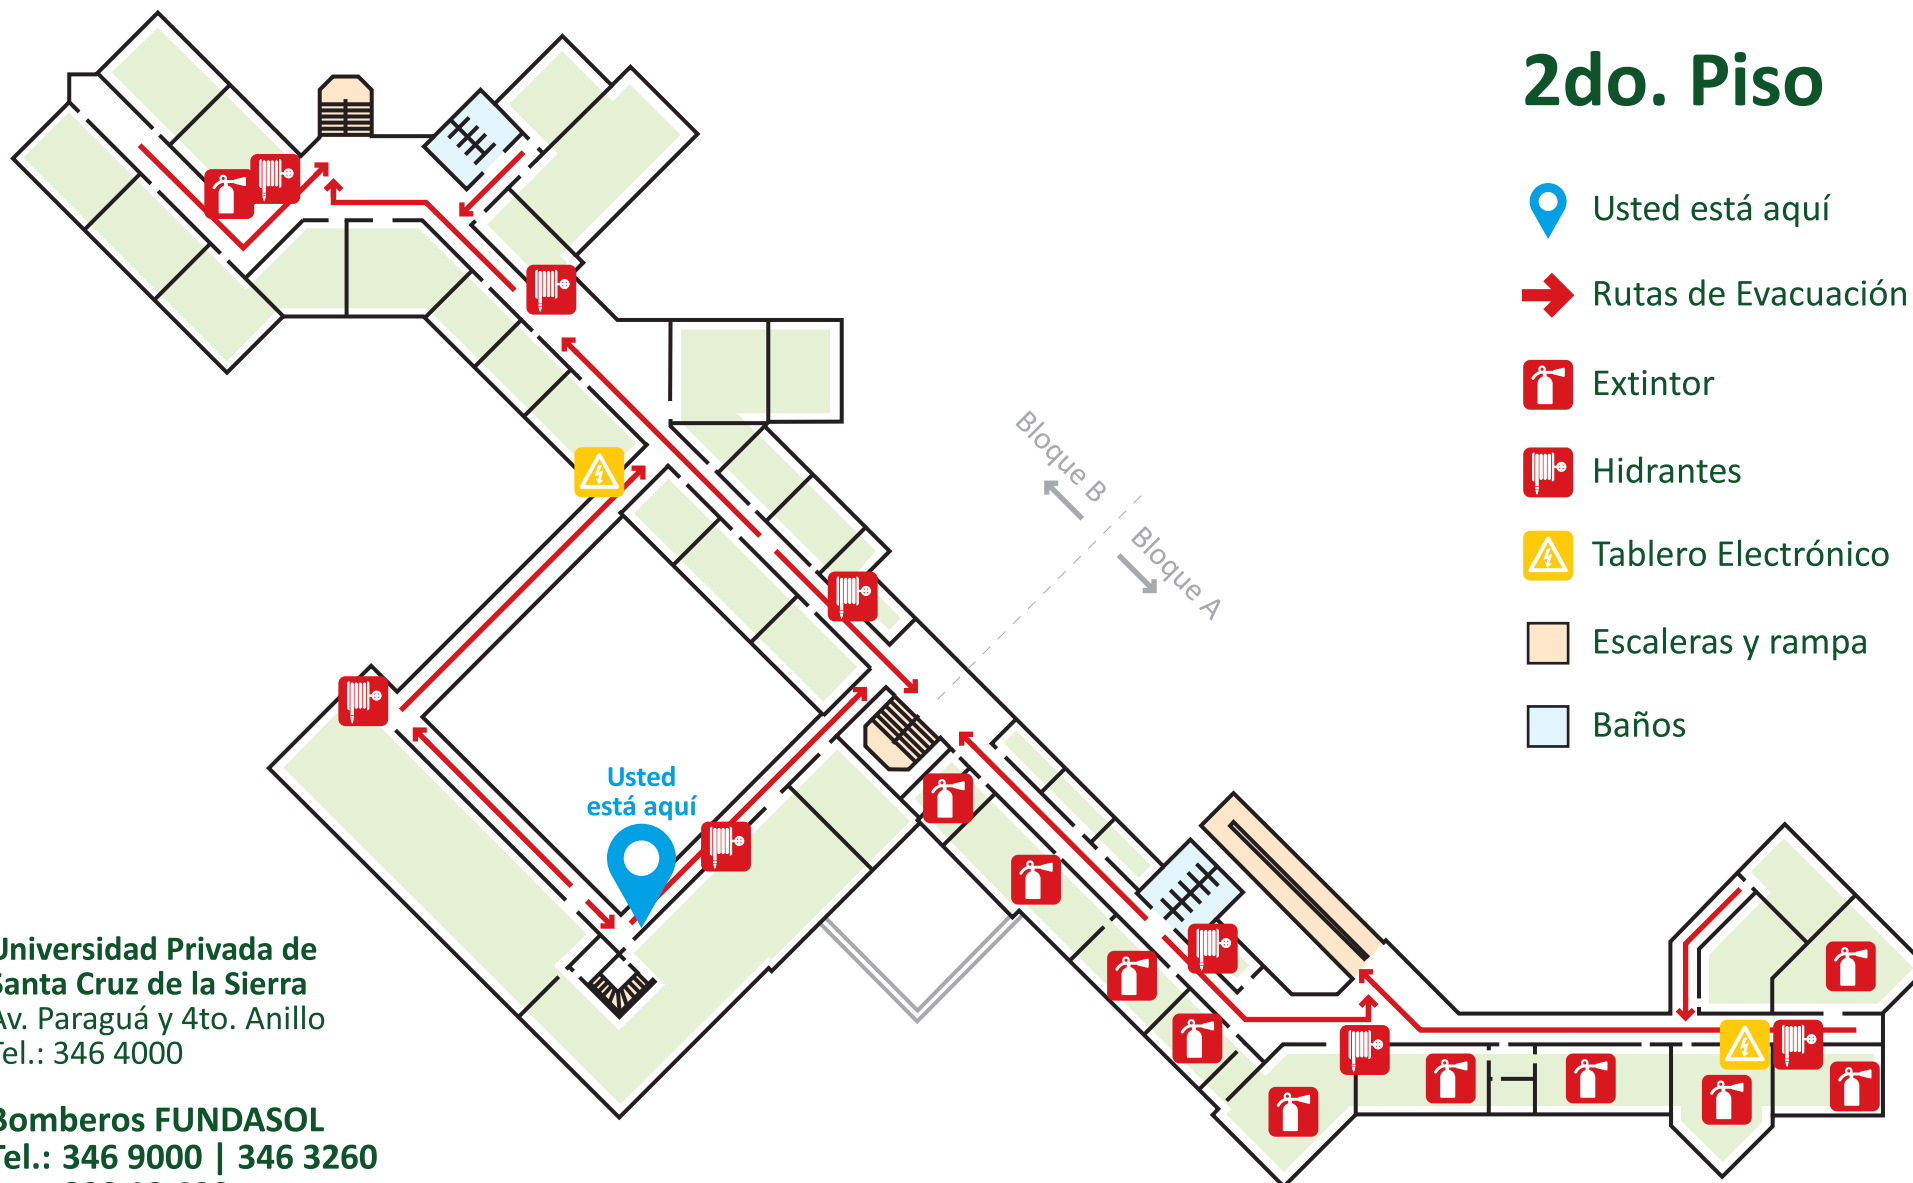 2do. Piso
Usted está aquí
Rutas de Evacuación
Extintor
Hidrantes
Tablero Electrónico
Escaleras y rampa
Baños
Bloque B
Bloque A
Usted
está aquí
Universidad Privada de
Santa Cruz de la Sierra
Av. Paraguá y 4to. Anillo
Tel.: 346 4000
Bomberos FUNDASOL
Tel.: 346 9000 | 346 3260